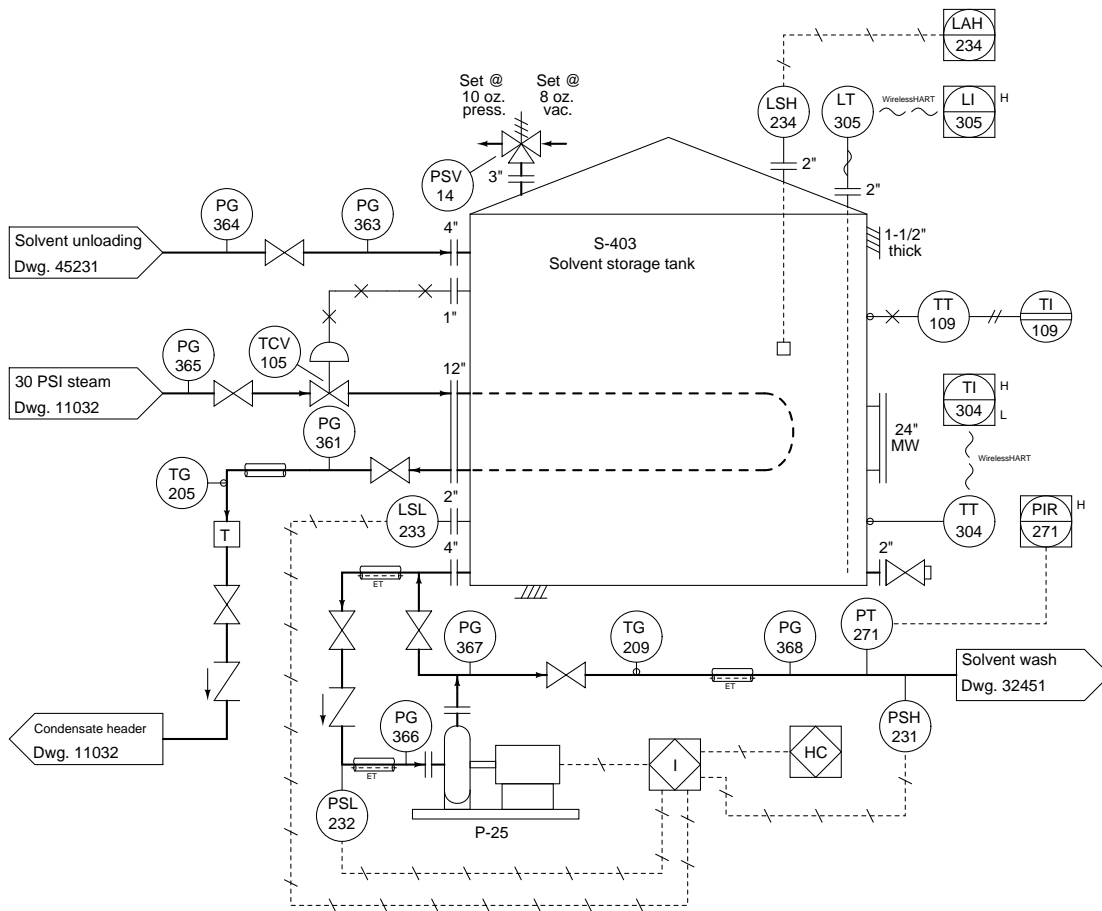 LAH
234
Set @
10 oz.
press.
Set @
8 oz.
vac.
LSH
234
LT
305
WirelessHART
LI
305
H
2"
2"
PSV
14
3"
PG
364
PG
363
4"
Solvent unloading
Dwg. 45231
S-403
Solvent storage tank
1-1/2"
thick
1"
TT
109
TI
109
TCV
105
PG
365
12"
30 PSI steam
Dwg. 11032
TI
304
H
L
PG
361
24"
MW
WirelessHART
TG
205
2"
LSL
233
TT
304
PIR
271
H
T
4"
2"
ET
PG
367
TG
209
PG
368
PT
271
Solvent wash
Dwg. 32451
ET
Condensate header
Dwg. 11032
PG
366
PSH
231
I
HC
ET
PSL
232
P-25